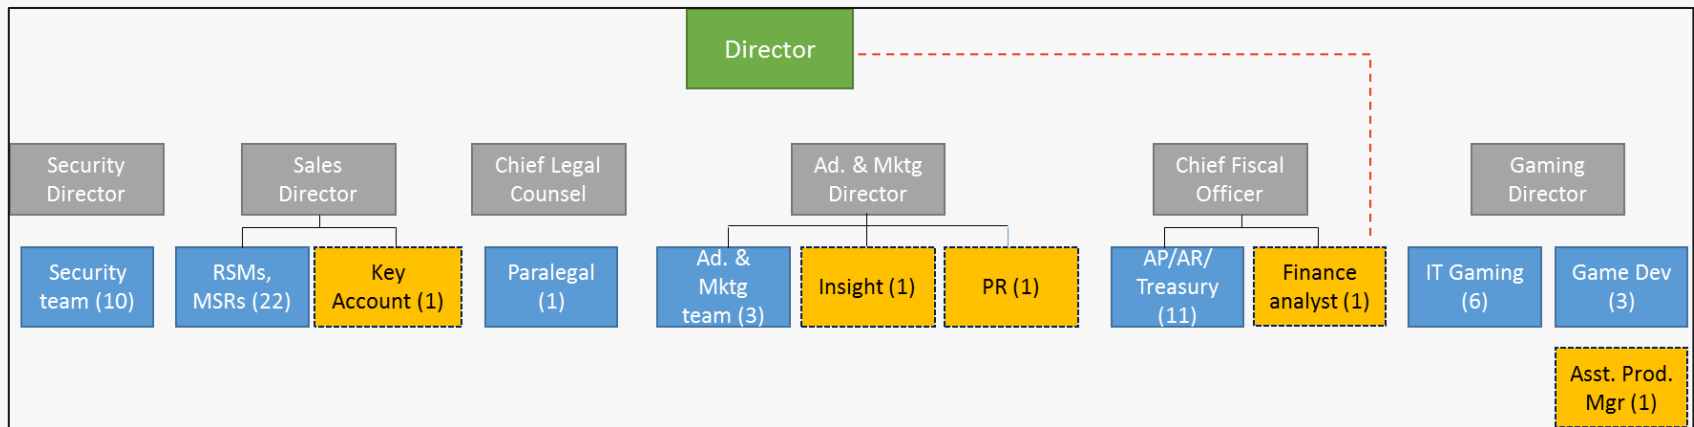 Director
Security
Director
Sales
Director
Chief Legal
Counsel
Ad. & Mktg
Director
Chief Fiscal
Officer
Gaming
Director
Security
team (10)
RSMs,
MSRs (22)
Key
Account (1)
Paralegal
(1)
Ad. &
Mktg
team (3)
Insight (1)
PR (1)
AP/AR/
Treasury
(11)
Finance
analyst (1)
IT Gaming
(6)
Game Dev
(3)
Asst. Prod.
Mgr (1)